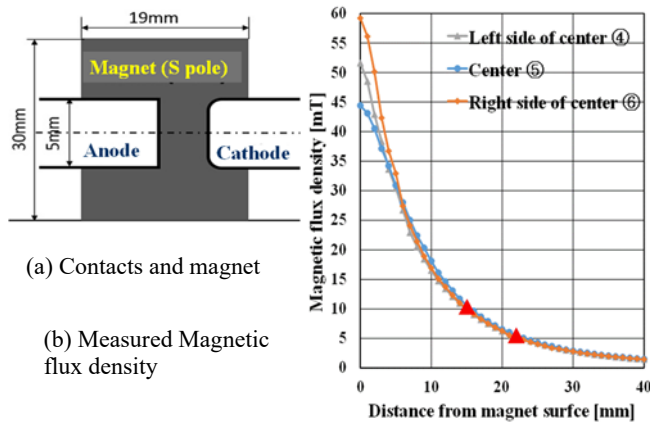 19mm
Magnet (S pole)
30mm
5mm
Anode
Cathode
(a) Contacts and magnet
(b) Measured Magnetic
flux density
Magnetic flux density [mT]
60
55
50
45
40
35
30
25
20
15
10
5
0
Left side of center ④
Center ⑤
Right side of center ⑥
0
10
20
30
40
Distance from magnet surfce [mm]